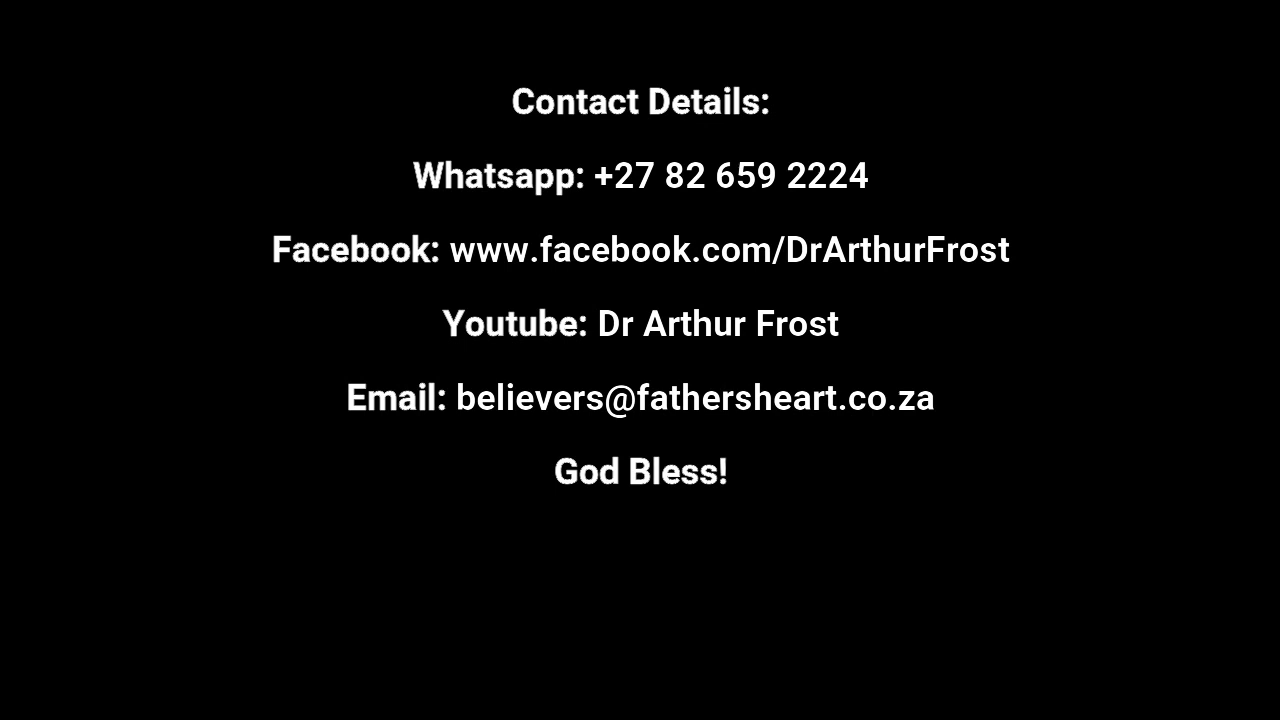 Contact Details:
Whatsapp: +27 82 659 2224
Facebook: www.facebook.com/DrArthurFrost
Youtube: Dr Arthur Frost
Email: believers@fathersheart.co.za
God Bless!